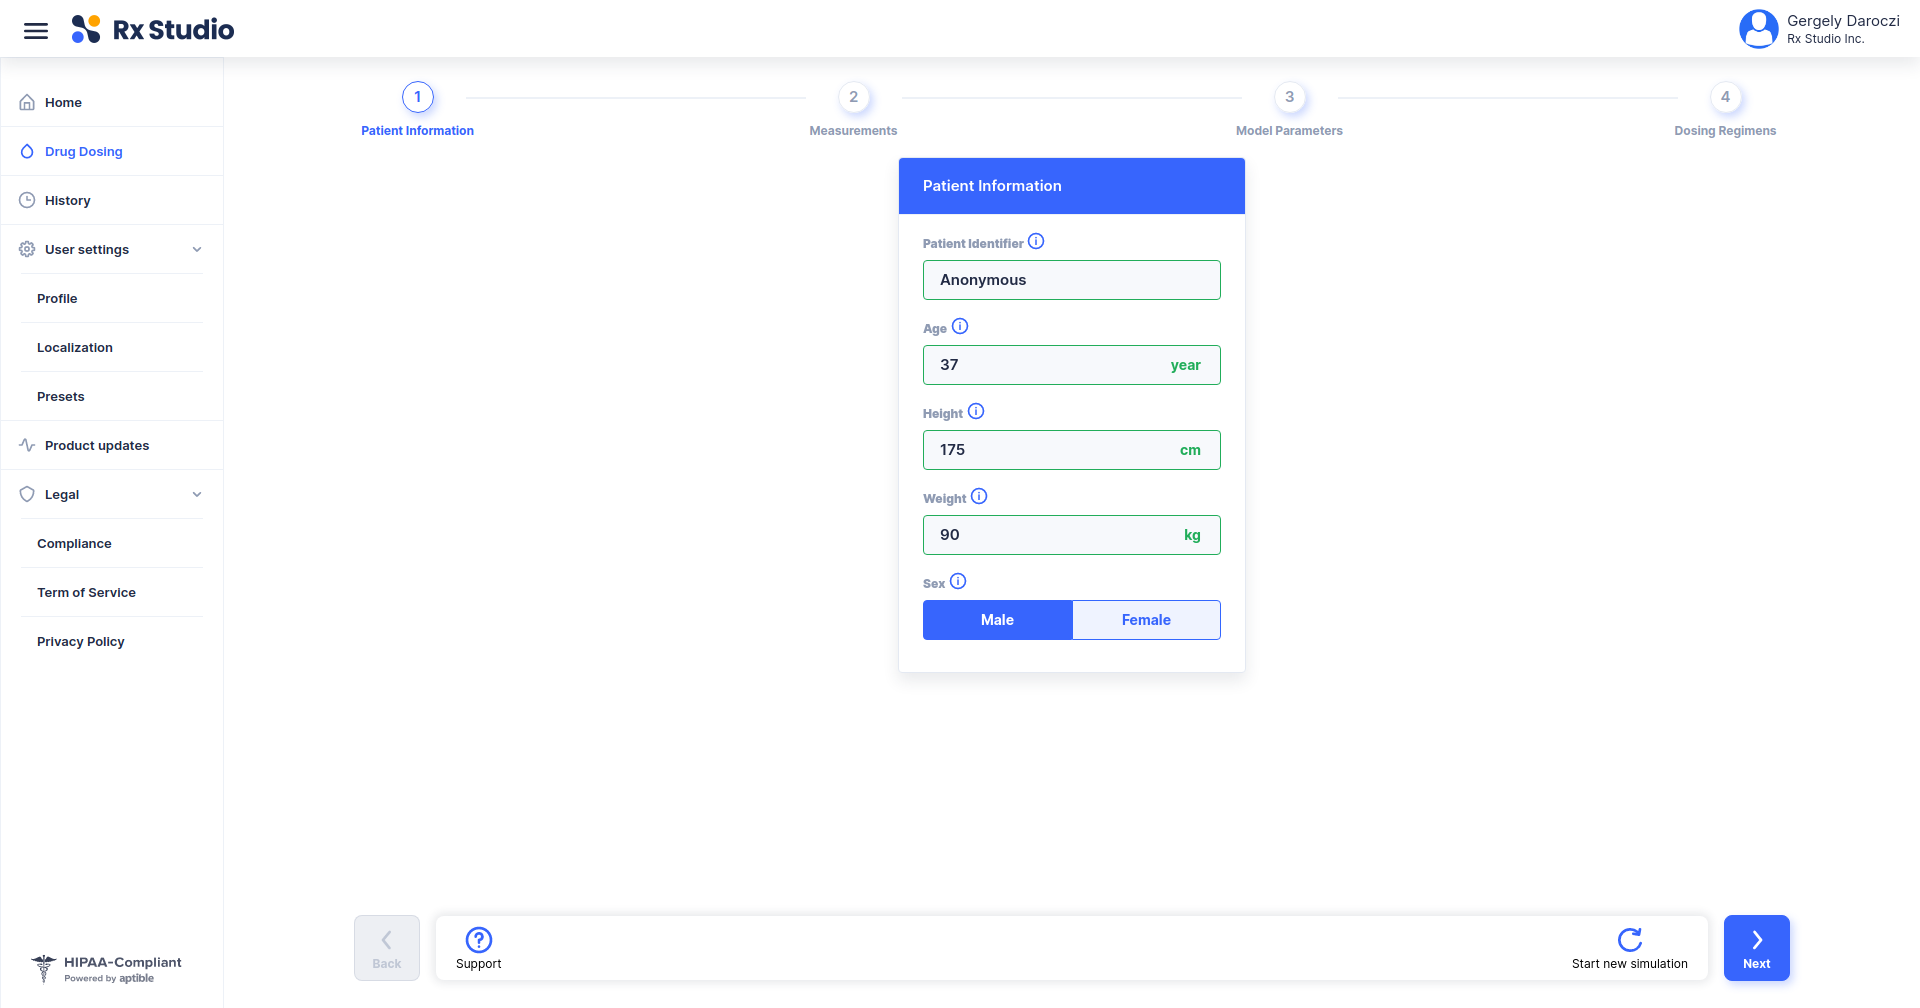 Rx Studio
Gergely Daroczi
Rx Studio Inc.
Home
Drug Dosing
History
User settings
Profile
Localization
Presets
Product updates
Legal
Compliance
Term of Service
Privacy Policy
HIPAA-Compliant
Powered by aptible
1
Patient Information
2
Measurements
3
Model Parameters
4
Dosing Regimens
Patient Information
Patient Identifier
Anonymous
Age
37 year
Height
175 cm
Weight
90 kg
Sex
Male Female
Back
Support
Start new simulation
Next